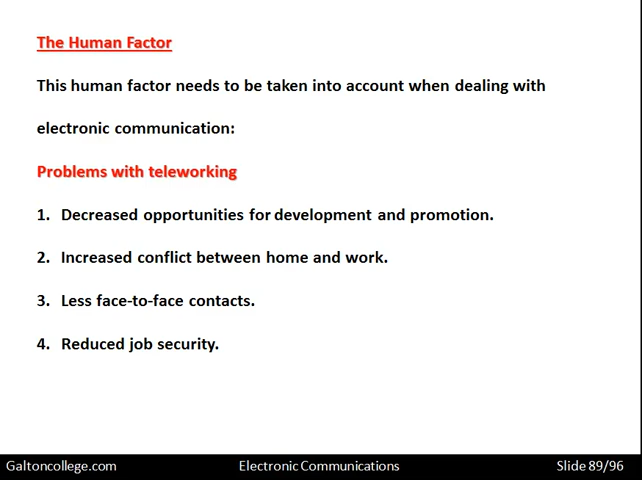 The Human Factor
This human factor needs to be taken into account when dealing with
electronic communication:
Problems with teleworking
1. Decreased opportunities for development and promotion.
2. Increased conflict between home and work.
3. Less face-to-face contacts.
4. Reduced job security.
Galtoncollege.com Electronic Communications Slide 89/96